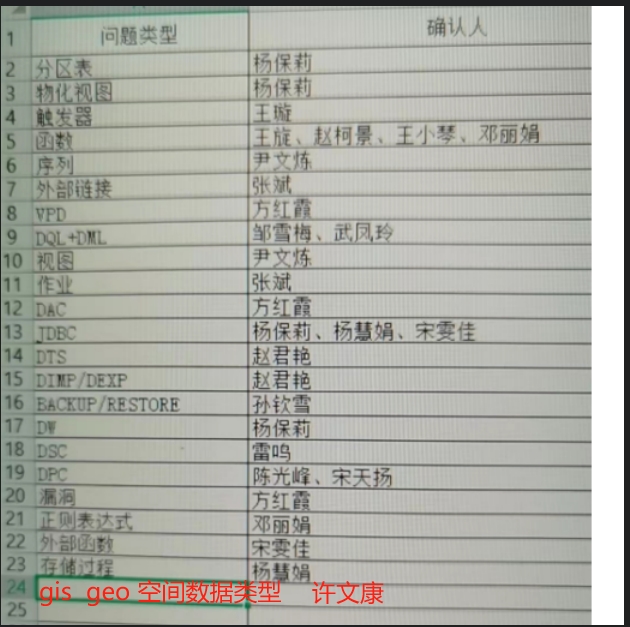 1 问题类型 确认人
2 分区表 杨保莉
3 物化视图 杨保莉
4 触发器 王璇
5 函数 王旋、赵柯景、王小琴、邓丽娟
6 序列 尹文炼
7 外部链接 张斌
8 VPD 方红霞
9 DQL+DML 邹雪梅、武凤玲
10 视图 尹文炼
11 作业 张斌
12 DAC 方红霞
13 JDBC 杨保莉、杨慧娟、宋雯佳
14 DTS 赵君艳
15 DIMP/DEXP 赵君艳
16 BACKUP/RESTORE 孙钦雪
17 DW 杨保莉
18 DSC 雷鸣
19 DPC 陈光峰、宋天扬
20 漏洞 方红霞
21 正则表达式 邓丽娟
22 外部函数 宋雯佳
23 存储过程 杨慧娟
24 gis geo 空间数据类型 许文康
25